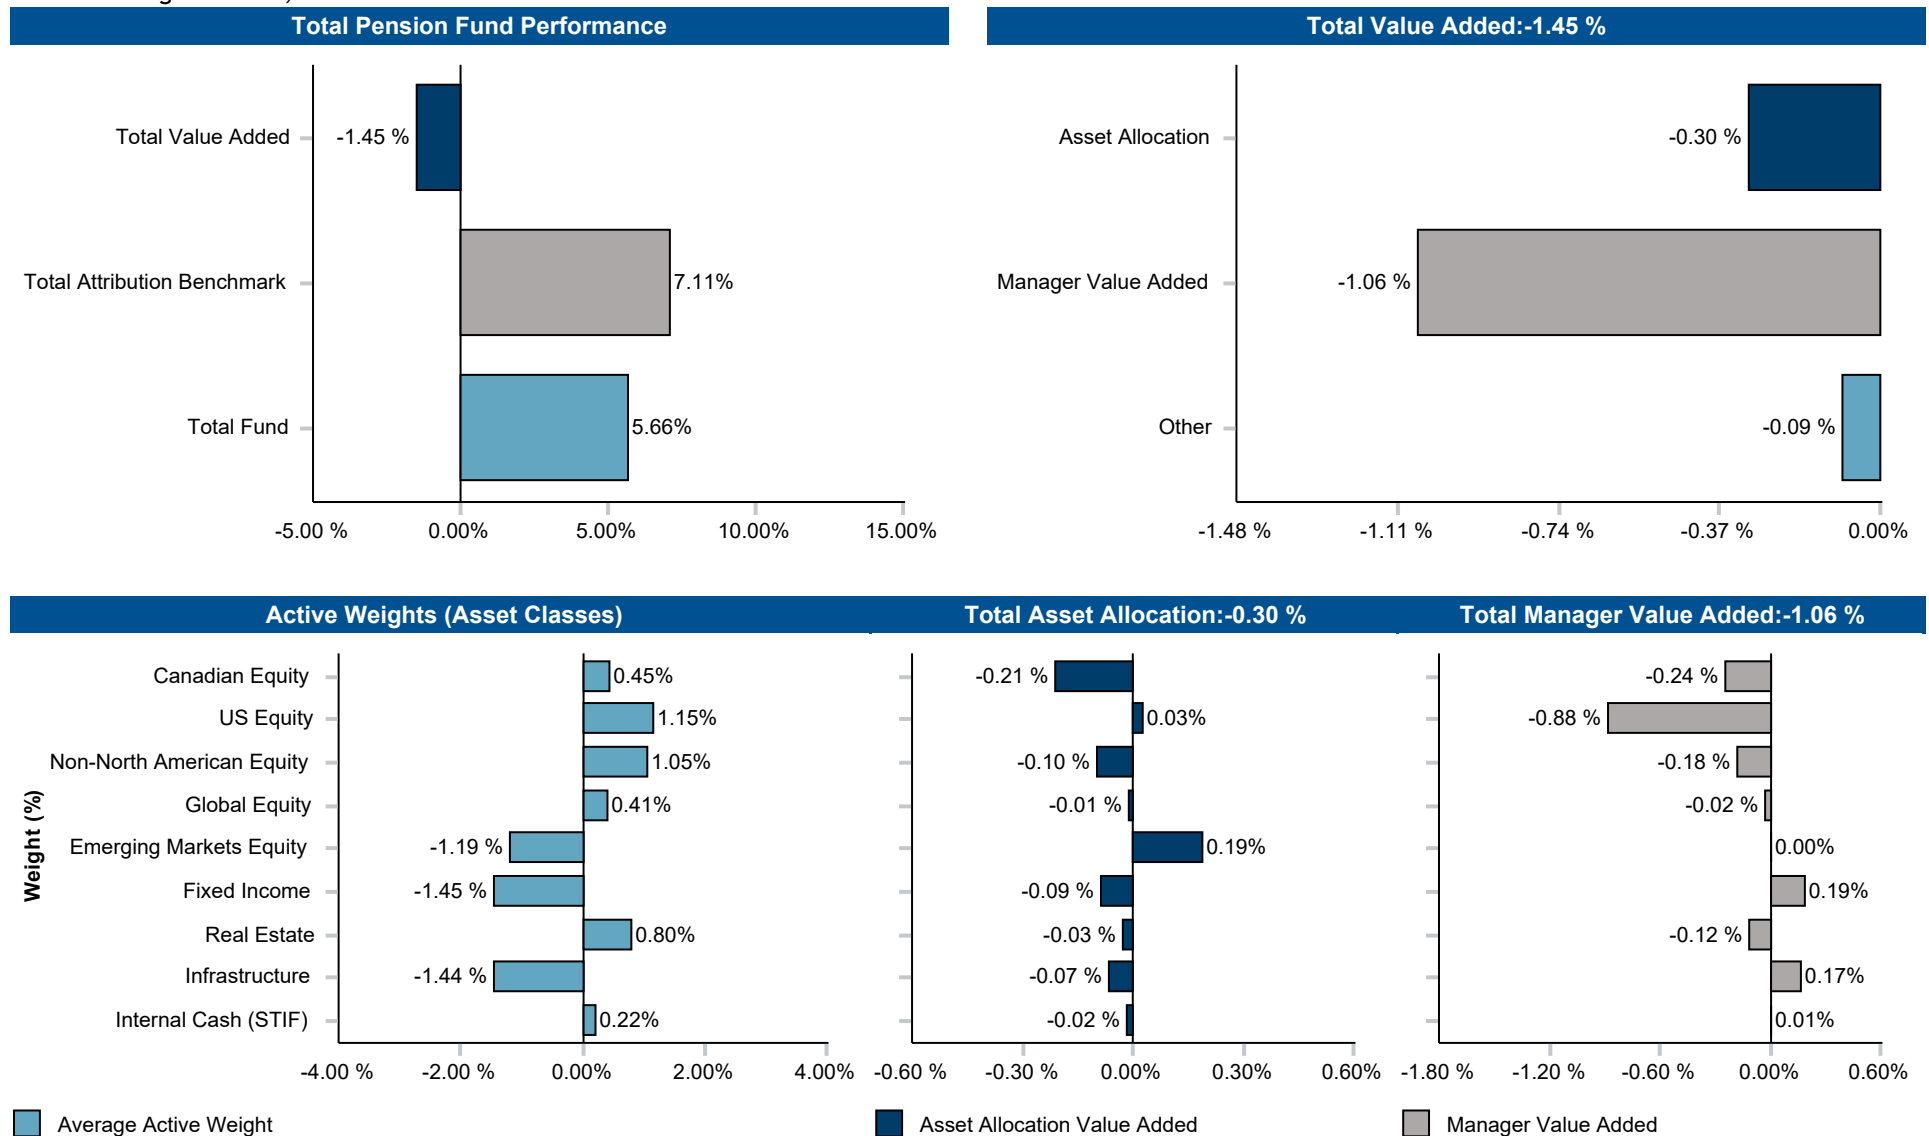 Total Pension Fund Performance
Total Value Added:-1.45 %
Total Value Added
-1.45 %
Total Attribution Benchmark
7.11%
Total Fund
5.66%
-5.00 %
0.00%
5.00%
10.00%
15.00%
Asset Allocation
-0.30 %
Manager Value Added
-1.06 %
Other
-0.09 %
-1.48 %
-1.11 %
-0.74 %
-0.37 %
0.00%
Active Weights (Asset Classes)
Total Asset Allocation:-0.30 %
Total Manager Value Added:-1.06 %
Weight (%)
Canadian Equity
0.45%
-0.21 %
-0.24 %
US Equity
1.15%
0.03%
-0.88 %
Non-North American Equity
1.05%
-0.10 %
-0.18 %
Global Equity
0.41%
-0.01 %
-0.02 %
Emerging Markets Equity
-1.19 %
0.19%
0.00%
Fixed Income
-1.45 %
-0.09 %
0.19%
Real Estate
0.80%
-0.03 %
-0.12 %
Infrastructure
-1.44 %
-0.07 %
0.17%
Internal Cash (STIF)
0.22%
-0.02 %
0.01%
-4.00 %
-2.00 %
0.00%
2.00%
4.00%
-0.60 %
-0.30 %
0.00%
0.30%
0.60%
-1.80 %
-1.20 %
-0.60 %
0.00%
0.60%
Average Active Weight
Asset Allocation Value Added
Manager Value Added